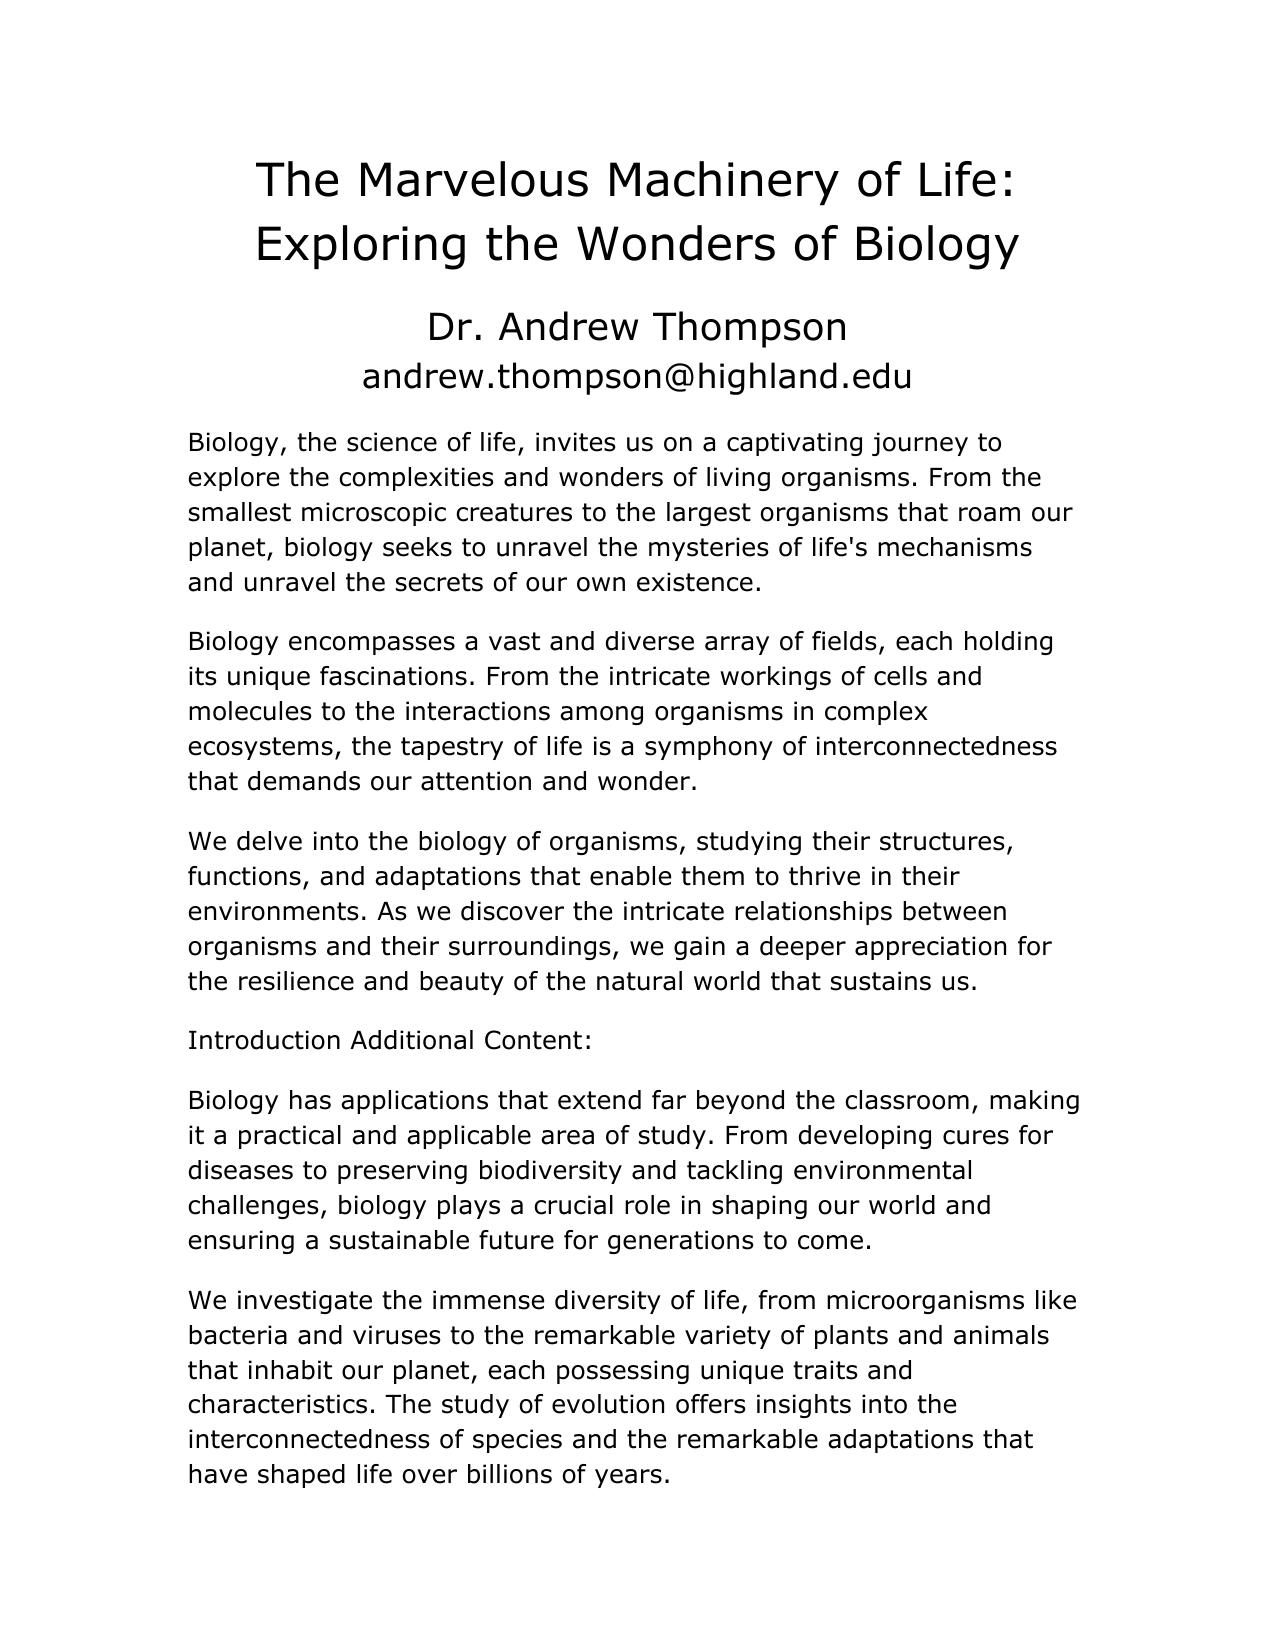 The Marvelous Machinery of Life:
Exploring the Wonders of Biology
Dr. Andrew Thompson
andrew.thompson@highland.edu
Biology, the science of life, invites us on a captivating journey to
explore the complexities and wonders of living organisms. From the
smallest microscopic creatures to the largest organisms that roam our
planet, biology seeks to unravel the mysteries of life's mechanisms
and unravel the secrets of our own existence.
Biology encompasses a vast and diverse array of fields, each holding
its unique fascinations. From the intricate workings of cells and
molecules to the interactions among organisms in complex
ecosystems, the tapestry of life is a symphony of interconnectedness
that demands our attention and wonder.
We delve into the biology of organisms, studying their structures,
functions, and adaptations that enable them to thrive in their
environments. As we discover the intricate relationships between
organisms and their surroundings, we gain a deeper appreciation for
the resilience and beauty of the natural world that sustains us.
Introduction Additional Content:
Biology has applications that extend far beyond the classroom, making
it a practical and applicable area of study. From developing cures for
diseases to preserving biodiversity and tackling environmental
challenges, biology plays a crucial role in shaping our world and
ensuring a sustainable future for generations to come.
We investigate the immense diversity of life, from microorganisms like
bacteria and viruses to the remarkable variety of plants and animals
that inhabit our planet, each possessing unique traits and
characteristics. The study of evolution offers insights into the
interconnectedness of species and the remarkable adaptations that
have shaped life over billions of years.